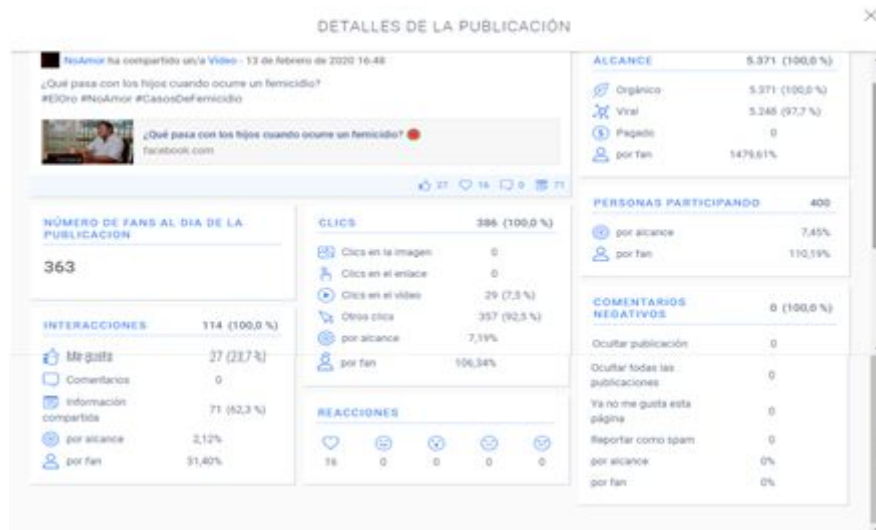 DETALLES DE LA PUBLICACIÓN
NoAmor ha compartido un/a Vídeo - 13 de febrero de 2020 16:48
¿Qué pasa con los hijos cuando ocurre un femicidio?
#ElOro #NoAmor #CasosDeFemicidio
¿Qué pasa con los hijos cuando ocurre un femicidio?
facebook.com
27 16 0 71
NÚMERO DE FANS AL DIA DE LA PUBLICACION
363
INTERACCIONES 114 (100,0 %)
Me gusta 27 (23,7 %)
Comentarios 0
Información compartida 71 (62,3 %)
por alcance 2,12%
por fan 31,40%
CLICS 386 (100,0 %)
Clics en la imagen 0
Clics en el enlace 0
Clics en el vídeo 29 (7,5 %)
Otros clics 357 (92,5 %)
por alcance 7,19%
por fan 106,34%
REACCIONES
16 0 0 0 0
ALCANCE 5.371 (100,0 %)
Orgánico 5.371 (100,0 %)
Viral 5.248 (97,7 %)
Pagado 0
por fan 1479,61%
PERSONAS PARTICIPANDO 400
por alcance 7,45%
por fan 110,19%
COMENTARIOS NEGATIVOS 0 (100,0 %)
Ocultar publicación 0
Ocultar todas las publicaciones 0
Ya no me gusta esta página 0
Reportar como spam 0
por alcance 0%
por fan 0%